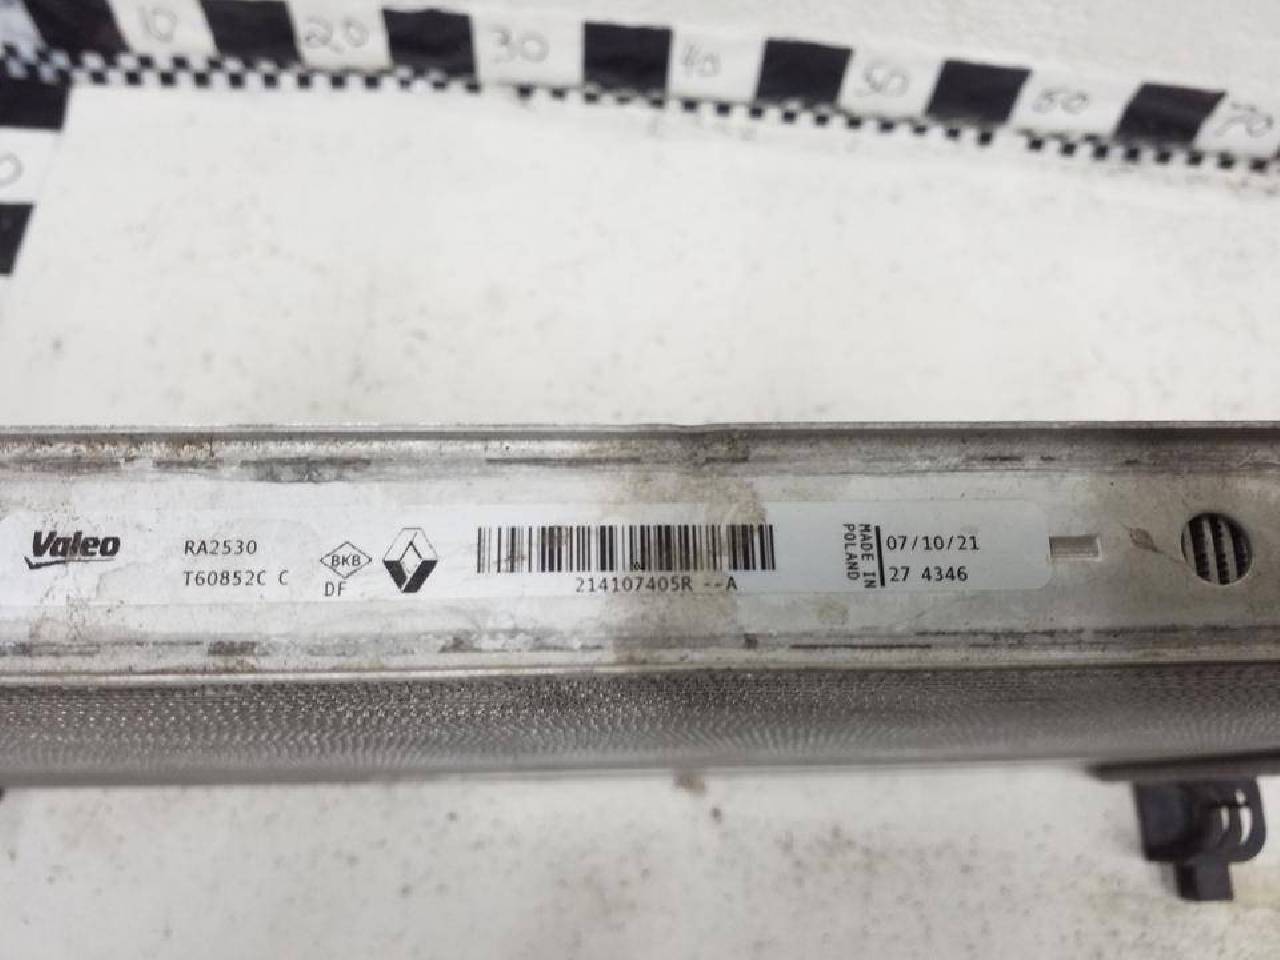 10 20 30 40 50 60 70
0
Valeo
RA2530
T60852C C
BKB
DF
214107405R --A
MADE IN
POLAND
07/10/21
27 4346